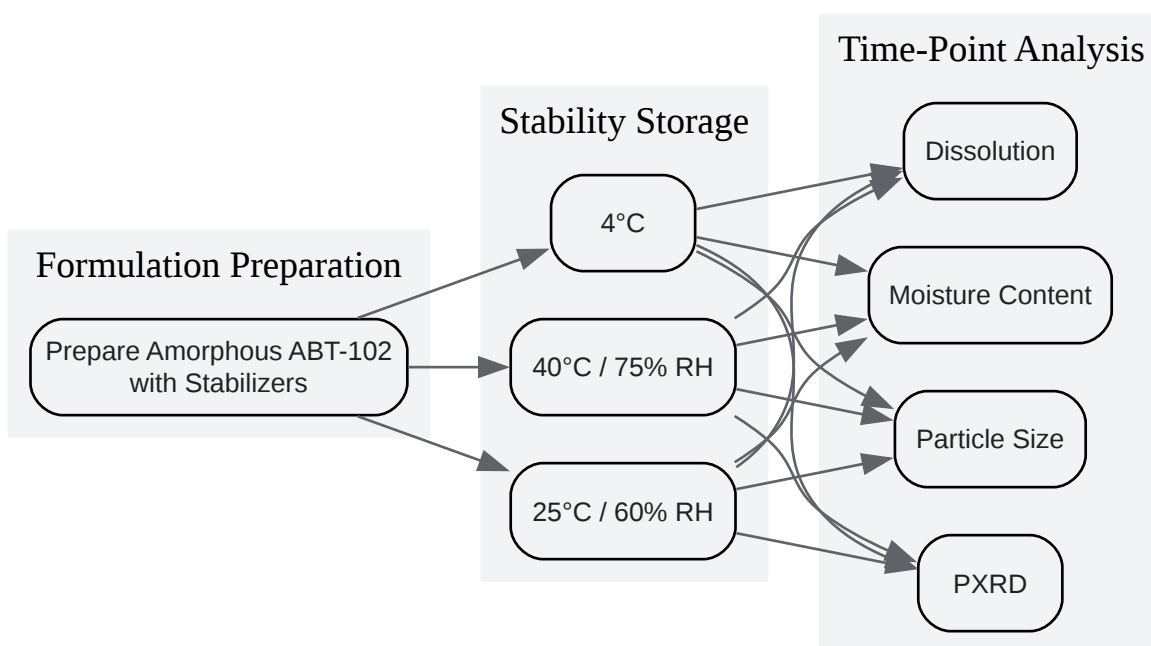 Formulation Preparation
Prepare Amorphous ABT-102
with Stabilizers
Stability Storage
4°C
40°C / 75% RH
25°C / 60% RH
Time-Point Analysis
Dissolution
Moisture Content
Particle Size
PXRD